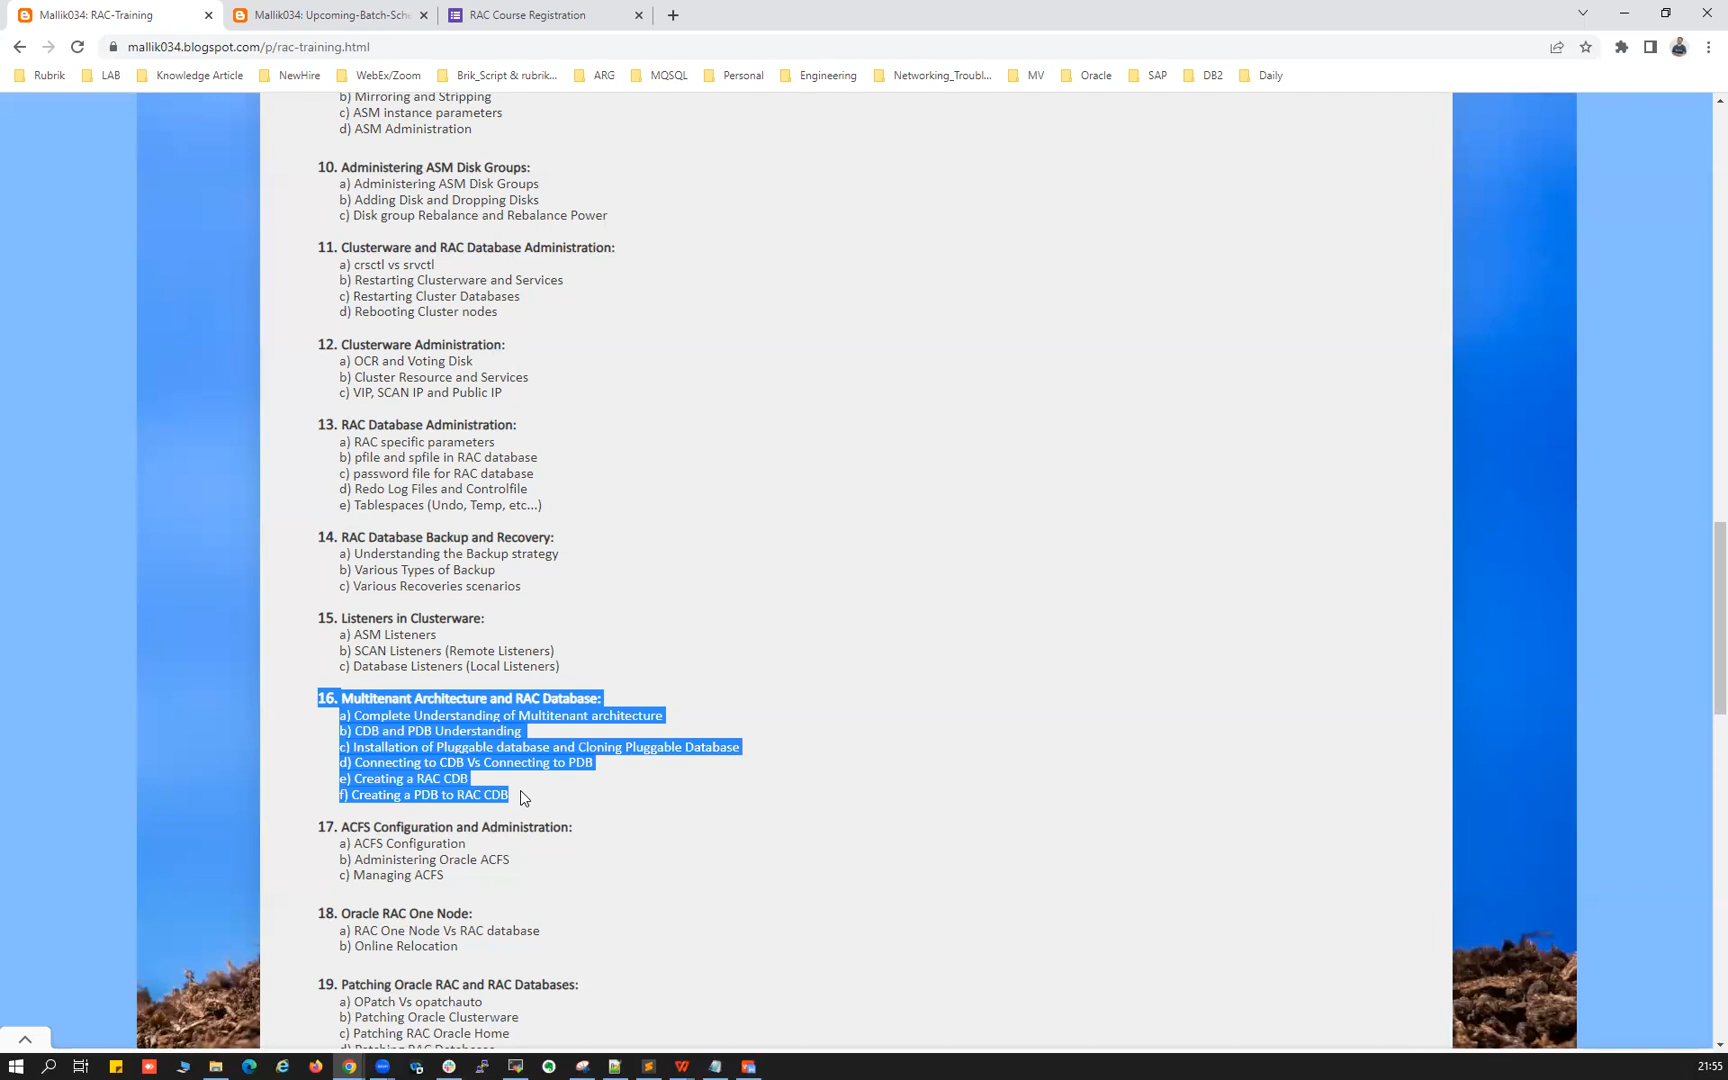 Mallik034: RAC-Training
Mallik034: Upcoming-Batch-Sch
RAC Course Registration
mallik034.blogspot.com/p/rac-training.html
Rubrik
LAB
Knowledge Article
NewHire
WebEx/Zoom
Brik_Script & rubrik...
ARG
MQSQL
Personal
Engineering
Networking_Troubl...
MV
Oracle
SAP
DB2
Daily
b) Mirroring and Stripping
c) ASM instance parameters
d) ASM Administration
10. Administering ASM Disk Groups:
a) Administering ASM Disk Groups
b) Adding Disk and Dropping Disks
c) Disk group Rebalance and Rebalance Power
11. Clusterware and RAC Database Administration:
a) crsctl vs srvctl
b) Restarting Clusterware and Services
c) Restarting Cluster Databases
d) Rebooting Cluster nodes
12. Clusterware Administration:
a) OCR and Voting Disk
b) Cluster Resource and Services
c) VIP, SCAN IP and Public IP
13. RAC Database Administration:
a) RAC specific parameters
b) pfile and spfile in RAC database
c) password file for RAC database
d) Redo Log Files and Controlfile
e) Tablespaces (Undo, Temp, etc...)
14. RAC Database Backup and Recovery:
a) Understanding the Backup strategy
b) Various Types of Backup
c) Various Recoveries scenarios
15. Listeners in Clusterware:
a) ASM Listeners
b) SCAN Listeners (Remote Listeners)
c) Database Listeners (Local Listeners)
16. Multitenant Architecture and RAC Database:
a) Complete Understanding of Multitenant architecture
b) CDB and PDB Understanding
c) Installation of Pluggable database and Cloning Pluggable Database
d) Connecting to CDB Vs Connecting to PDB
e) Creating a RAC CDB
f) Creating a PDB to RAC CDB
17. ACFS Configuration and Administration:
a) ACFS Configuration
b) Administering Oracle ACFS
c) Managing ACFS
18. Oracle RAC One Node:
a) RAC One Node Vs RAC database
b) Online Relocation
19. Patching Oracle RAC and RAC Databases:
a) OPatch Vs opatchauto
b) Patching Oracle Clusterware
c) Patching RAC Oracle Home
d) Patching RAC Databases
21:55